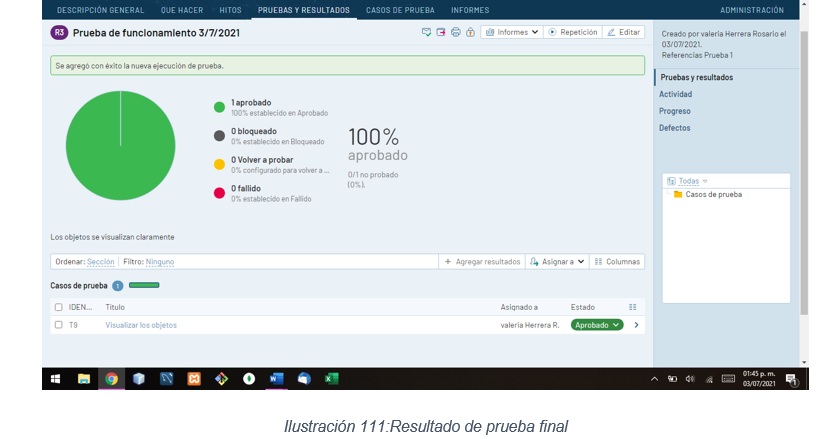 DESCRIPCIÓN GENERAL QUE HACER HITOS PRUEBAS Y RESULTADOS CASOS DE PRUEBA INFORMES ADMINISTRACIÓN
R3 Prueba de funcionamiento 3/7/2021
Informes Repetición Editar
Creado por valeria Herrera Rosario el
03/07/2021.
Referencias Prueba 1
Se agregó con éxito la nueva ejecución de prueba.
Pruebas y resultados
Actividad
Progreso
Defectos
1 aprobado
100% establecido en Aprobado
0 bloqueado
0% establecido en Bloqueado
0 Volver a probar
0% configurado para volver a ...
0 fallido
0% establecido en Fallido
100%
aprobado
0/1 no probado
(0%).
Todas
Casos de prueba
Los objetos se visualizan claramente
Ordenar: Sección Filtro: Ninguno
+ Agregar resultados Asignar a Columnas
Casos de prueba 1
IDEN... Título Asignado a Estado
T9 Visualizar los objetos valeria Herrera R. Aprobado
01:45 p. m.
03/07/2021
1
Ilustración 111:Resultado de prueba final